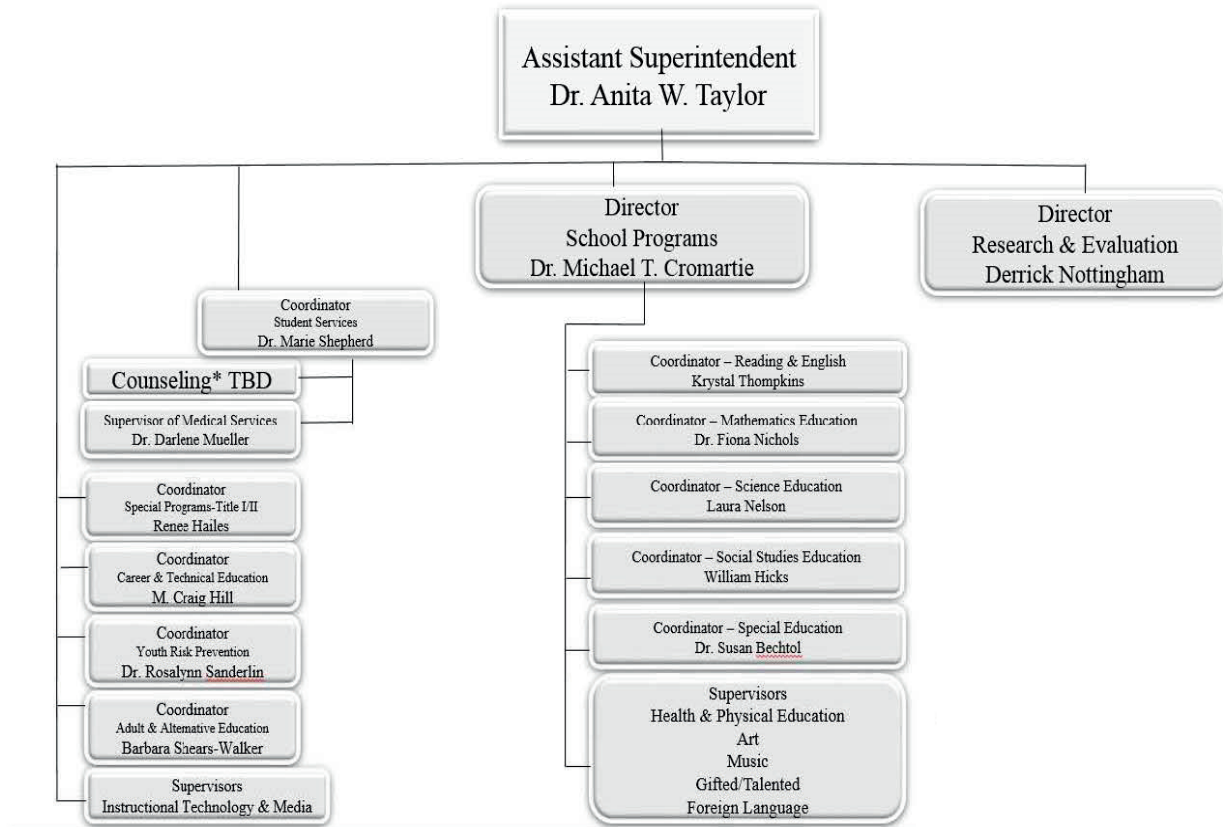 Assistant Superintendent
Dr. Anita W. Taylor
Director
School Programs
Dr. Michael T. Cromartie
Director
Research & Evaluation
Derrick Nottingham
Coordinator
Student Services
Dr. Marie Shepherd
Counseling* TBD
Supervisor of Medical Services
Dr. Darlene Mueller
Coordinator
Special Programs-Title I/II
Renee Hailes
Coordinator
Career & Technical Education
M. Craig Hill
Coordinator
Youth Risk Prevention
Dr. Rosalynn Sanderlin
Coordinator
Adult & Alternative Education
Barbara Shears-Walker
Supervisors
Instructional Technology & Media
Coordinator – Reading & English
Krystal Thompkins
Coordinator – Mathematics Education
Dr. Fiona Nichols
Coordinator – Science Education
Laura Nelson
Coordinator – Social Studies Education
William Hicks
Coordinator – Special Education
Dr. Susan Bechtol
Supervisors
Health & Physical Education
Art
Music
Gifted/Talented
Foreign Language